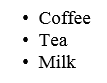 • Coffee
• Tea
• Milk